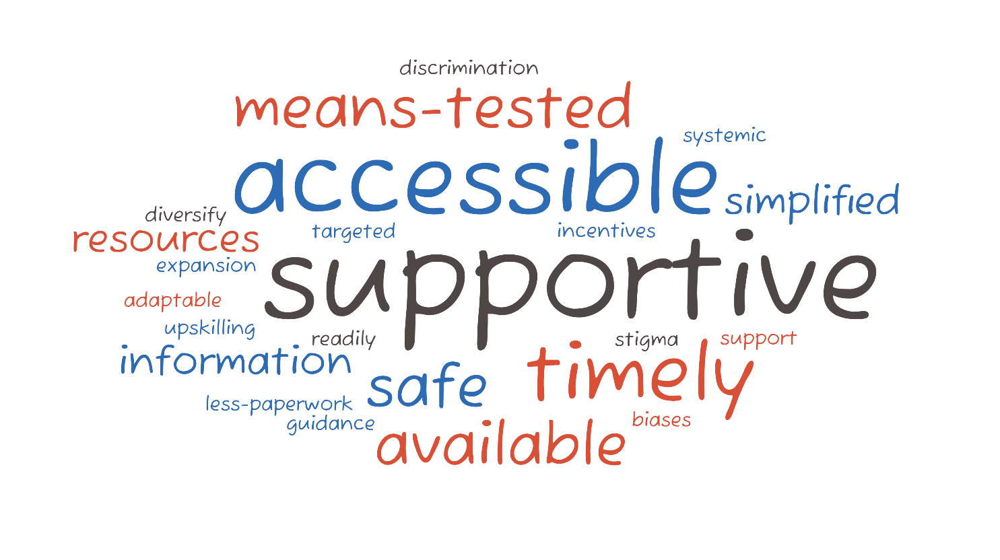 discrimination
means-tested
systemic
accessible
simplified
diversify
targeted
incentives
resources
expansion
supportive
adaptable
upskilling
readily
stigma
support
information
timely
safe
less-paperwork
biases
guidance
available